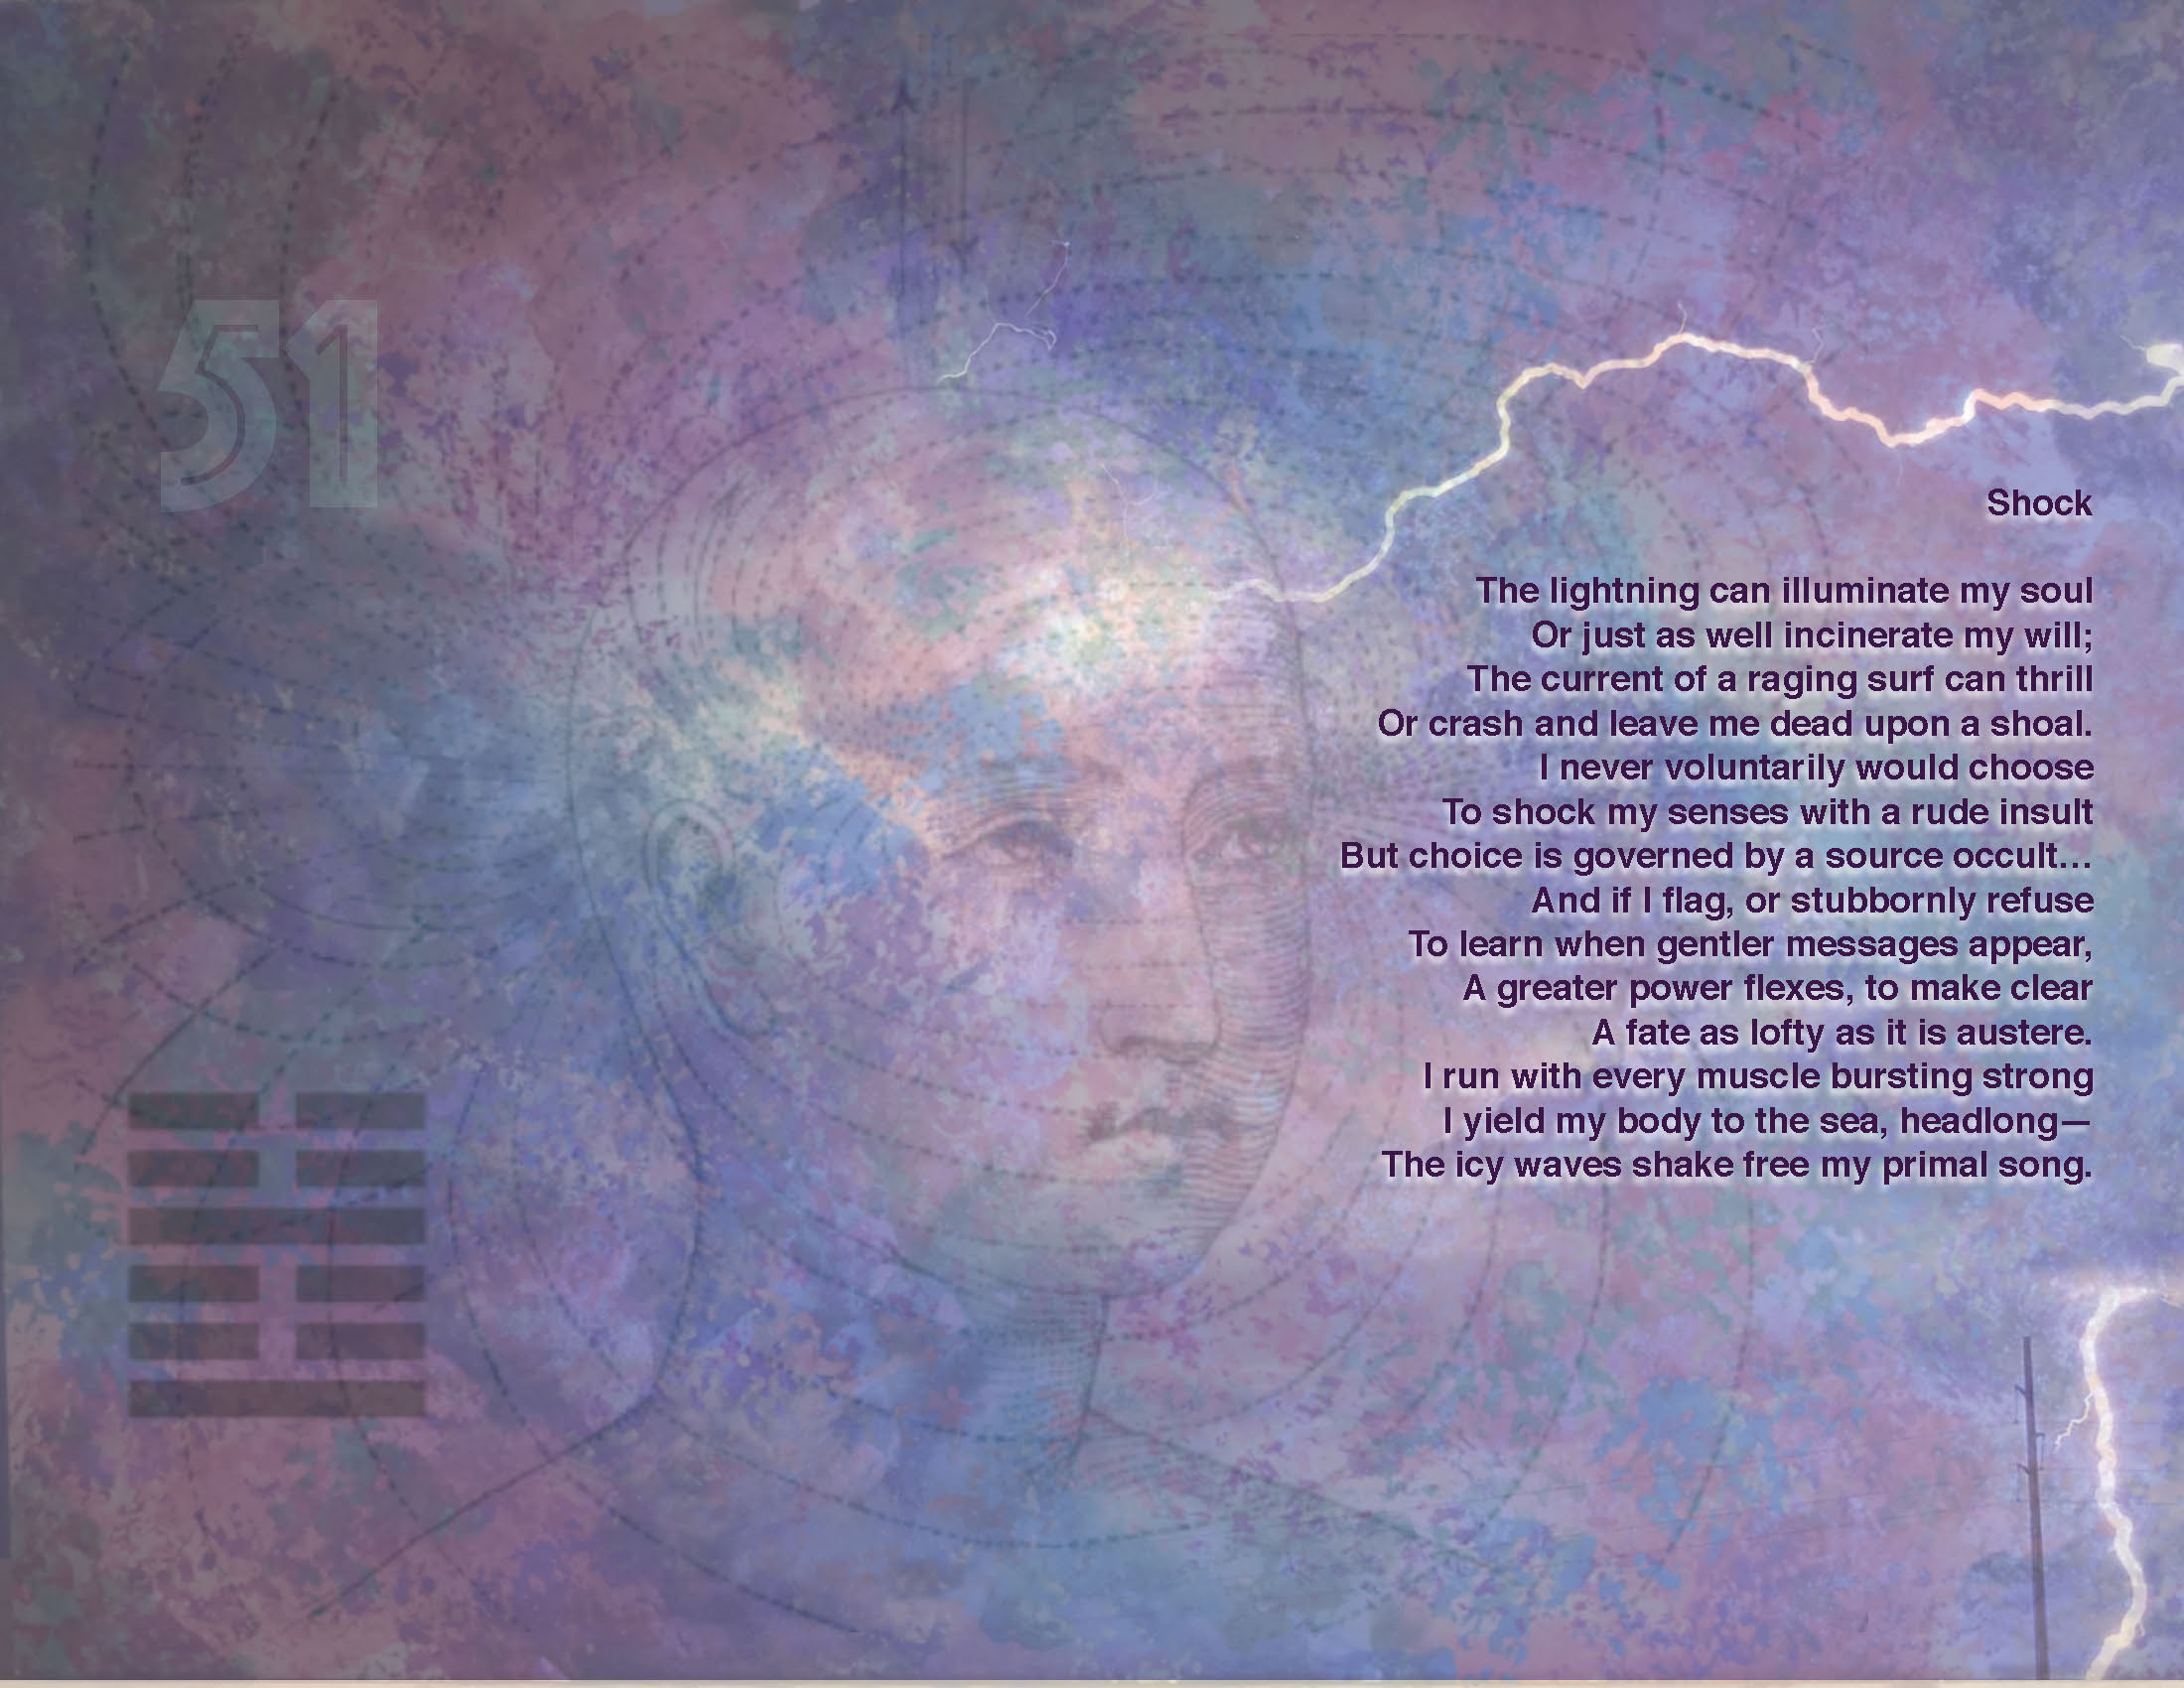 51
Shock
The lightning can illuminate my soul
Or just as well incinerate my will;
The current of a raging surf can thrill
Or crash and leave me dead upon a shoal.
I never voluntarily would choose
To shock my senses with a rude insult
But choice is governed by a source occult…
And if I flag, or stubbornly refuse
To learn when gentler messages appear,
A greater power flexes, to make clear
A fate as lofty as it is austere.
I run with every muscle bursting strong
I yield my body to the sea, headlong—
The icy waves shake free my primal song.